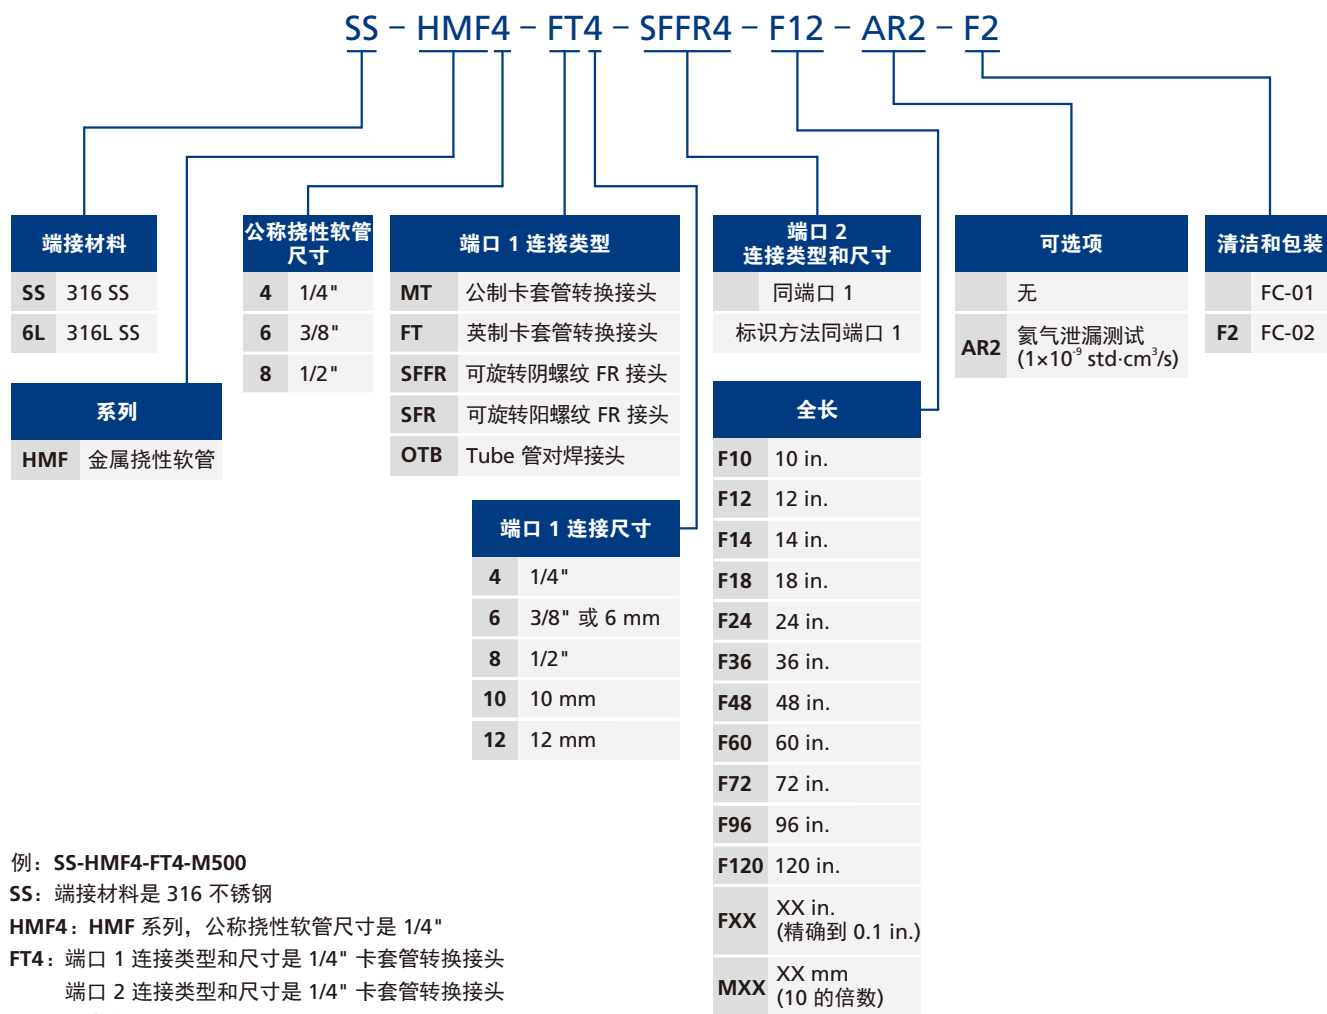 SS – HMF4 – FT4 – SFFR4 – F12 – AR2 – F2
端接材料
SS 316 SS
6L 316L SS
系列
HMF 金属挠性软管
公称挠性软管
尺寸
4 1/4"
6 3/8"
8 1/2"
端口 1 连接类型
MT 公制卡套管转换接头
FT 英制卡套管转换接头
SFFR 可旋转阴螺纹 FR 接头
SFR 可旋转阳螺纹 FR 接头
OTB Tube 管对焊接头
端口 1 连接尺寸
4 1/4"
6 3/8" 或 6 mm
8 1/2"
10 10 mm
12 12 mm
端口 2
连接类型和尺寸
同端口 1
标识方法同端口 1
全长
F10 10 in.
F12 12 in.
F14 14 in.
F18 18 in.
F24 24 in.
F36 36 in.
F48 48 in.
F60 60 in.
F72 72 in.
F96 96 in.
F120 120 in.
FXX XX in.
(精确到 0.1 in.)
MXX XX mm
(10 的倍数)
可选项
无
AR2 氦气泄漏测试
(1×10⁻⁹ std·cm³/s)
清洁和包装
FC-01
F2 FC-02
例：SS-HMF4-FT4-M500
SS：端接材料是 316 不锈钢
HMF4：HMF 系列，公称挠性软管尺寸是 1/4"
FT4：端口 1 连接类型和尺寸是 1/4" 卡套管转换接头
端口 2 连接类型和尺寸是 1/4" 卡套管转换接头